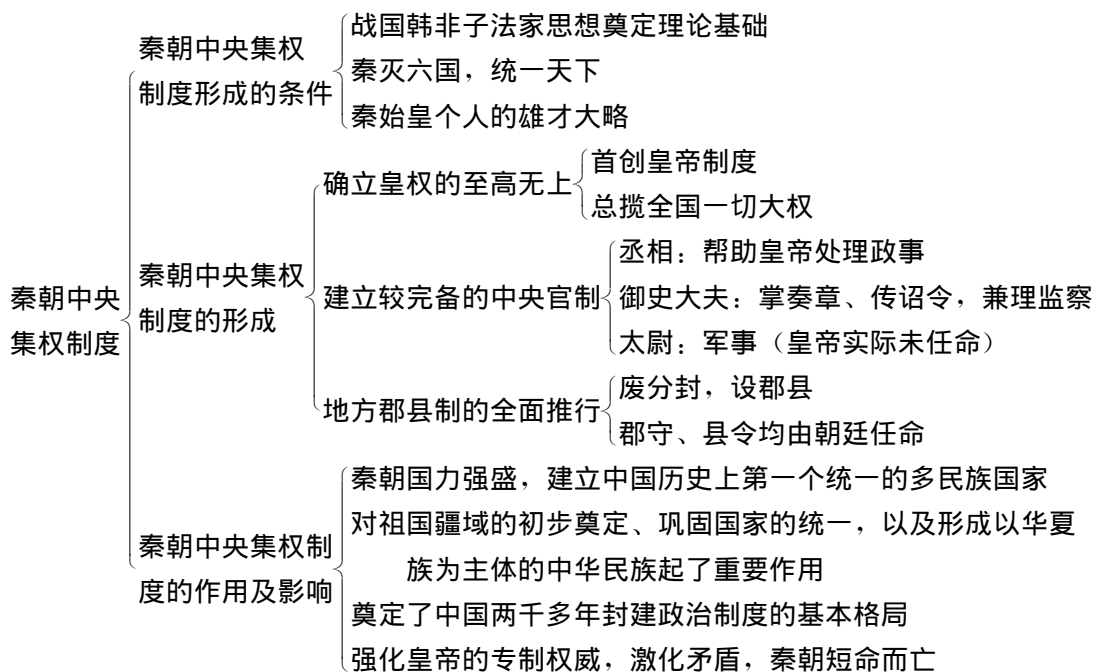 秦朝中央
集权制度
秦朝中央集权
制度形成的条件
战国韩非子法家思想奠定理论基础
秦灭六国，统一天下
秦始皇个人的雄才大略
秦朝中央集权
制度的形成
确立皇权的至高无上
首创皇帝制度
总揽全国一切大权
建立较完备的中央官制
丞相：帮助皇帝处理政事
御史大夫：掌奏章、传诏令，兼理监察
太尉：军事（皇帝实际未任命）
地方郡县制的全面推行
废分封，设郡县
郡守、县令均由朝廷任命
秦朝中央集权制
度的作用及影响
秦朝国力强盛，建立中国历史上第一个统一的多民族国家
对祖国疆域的初步奠定、巩固国家的统一，以及形成以华夏
族为主体的中华民族起了重要作用
奠定了中国两千多年封建政治制度的基本格局
强化皇帝的专制权威，激化矛盾，秦朝短命而亡